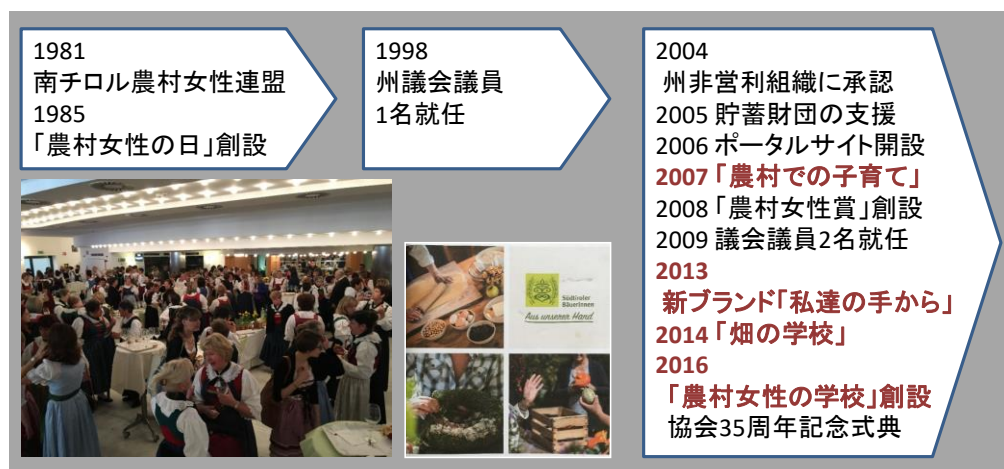 1981
南チロル農村女性連盟
1985
「農村女性の日」創設
1998
州議会議員
1名就任
2004
州非営利組織に承認
2005 貯蓄財団の支援
2006 ポータルサイト開設
2007「農村での子育て」
2008「農村女性賞」創設
2009 議会議員2名就任
2013
新ブランド「私達の手から」
2014「畑の学校」
2016
「農村女性の学校」創設
協会35周年記念式典
Südtiroler
Bäuerinnen
Aus unserer Hand